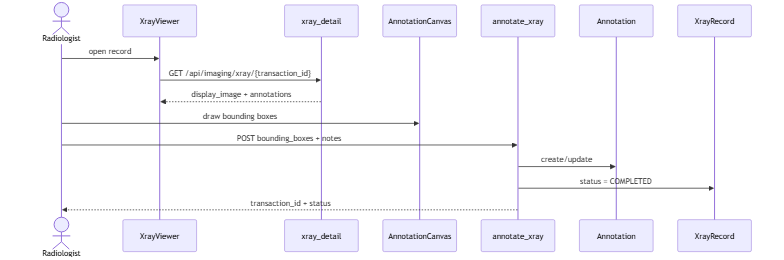 XrayViewer
xray_detail
AnnotationCanvas
annotate_xray
Annotation
XrayRecord
Radiologist
open record
GET /api/imaging/xray/{transaction_id}
display_image + annotations
draw bounding boxes
POST bounding_boxes + notes
create/update
status = COMPLETED
transaction_id + status
XrayViewer
xray_detail
AnnotationCanvas
annotate_xray
Annotation
XrayRecord
Radiologist